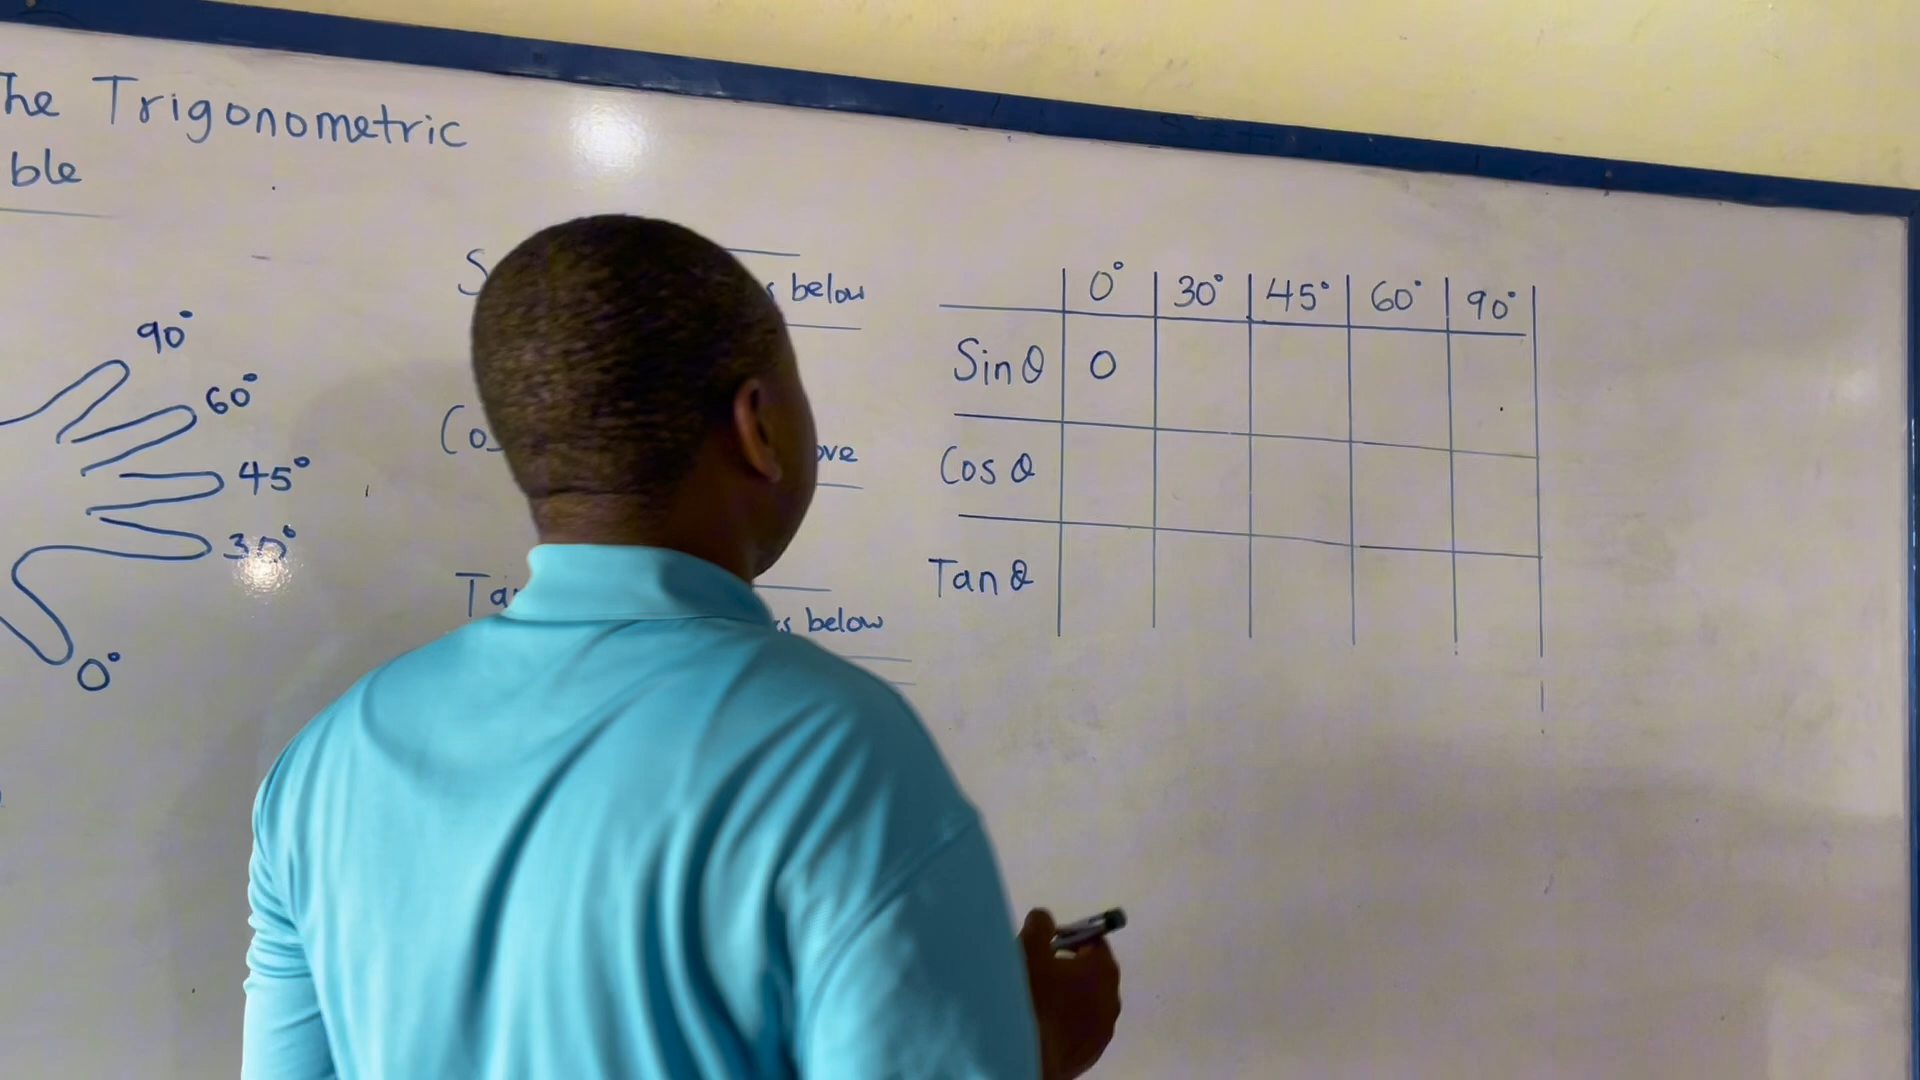 The Trigonometric
ble
90°
60°
45°
30°
0°
below
below
0° 30° 45° 60° 90°
Sin θ 0
Cos θ
Tan θ